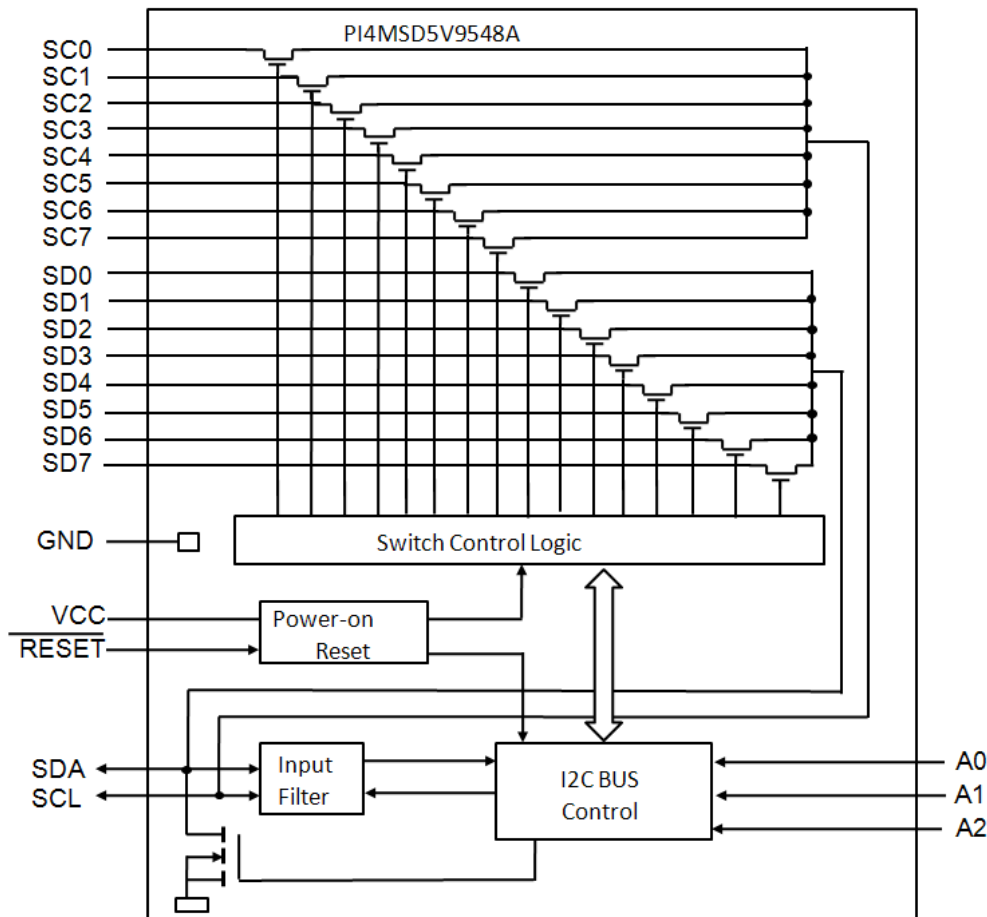 PI4MSD5V9548A
SC0
SC1
SC2
SC3
SC4
SC5
SC6
SC7
SD0
SD1
SD2
SD3
SD4
SD5
SD6
SD7
GND
Switch Control Logic
VCC
RESET
Power-on
Reset
SDA
SCL
Input
Filter
I2C BUS
Control
A0
A1
A2